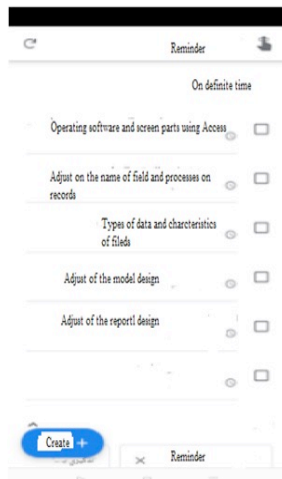 Reminder
On definite time
Operating software and screen parts using Access
Adjust on the name of field and processes on
records
Types of data and charcteristics
of fileds
Adjust of the model design
Adjust of the reportl design
Create +
Reminder